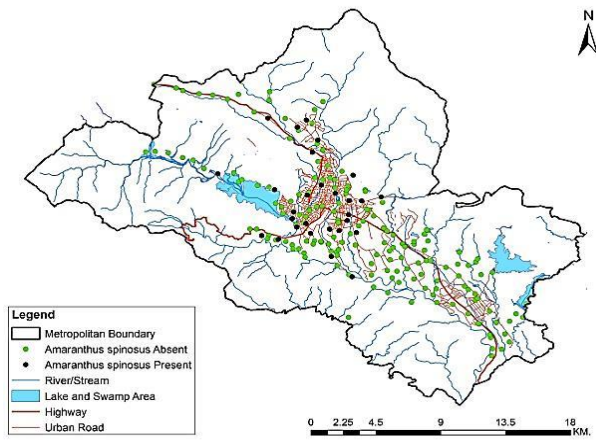 N
Legend
Metropolitan Boundary
Amaranthus spinosus Absent
Amaranthus spinosus Present
River/Stream
Lake and Swamp Area
Highway
Urban Road
0 2.25 4.5 9 13.5 18
KM.